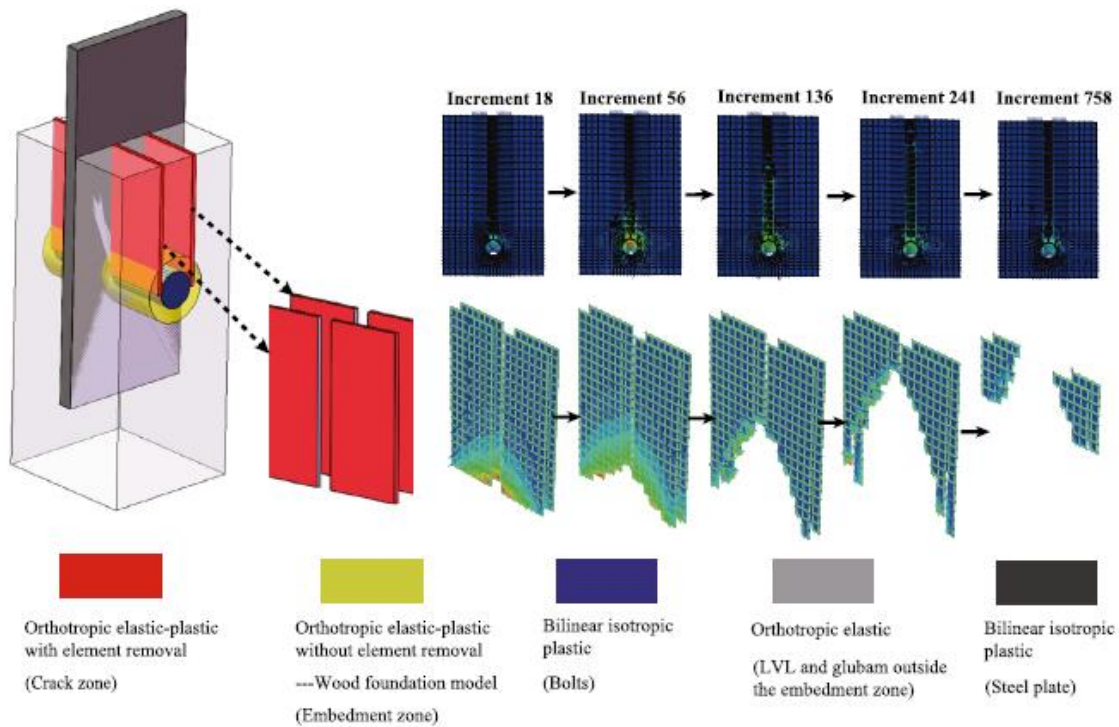 Increment 18
Increment 56
Increment 136
Increment 241
Increment 758
Orthotropic elastic-plastic
with element removal
(Crack zone)
Orthotropic elastic-plastic
without element removal
---Wood foundation model
(Embedment zone)
Bilinear isotropic
plastic
(Bolts)
Orthotropic elastic
(LVL and glubam outside
the embedment zone)
Bilinear isotropic
plastic
(Steel plate)